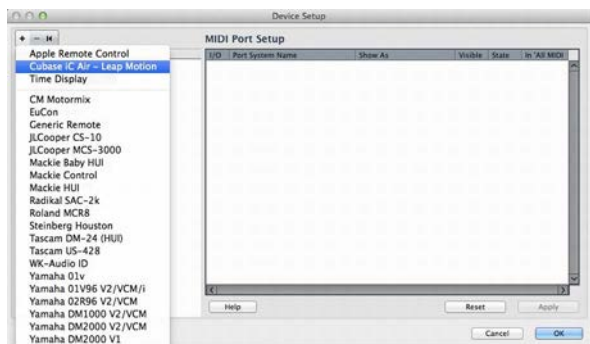 Device Setup
+ - |◀
MIDI Port Setup
Apple Remote Control
Cubase iC Air – Leap Motion
Time Display
CM Motormix
EuCon
Generic Remote
JLCooper CS-10
JLCooper MCS-3000
Mackie Baby HUI
Mackie Control
Mackie HUI
Radikal SAC-2k
Roland MCR8
Steinberg Houston
Tascam DM-24 (HUI)
Tascam US-428
WK-Audio ID
Yamaha 01v
Yamaha 01V96 V2/VCM/i
Yamaha 02R96 V2/VCM
Yamaha DM1000 V2/VCM
Yamaha DM2000 V2/VCM
Yamaha DM2000 V1
I/O Port System Name Show As Visible State In 'All MIDI
Help Reset Apply
Cancel OK